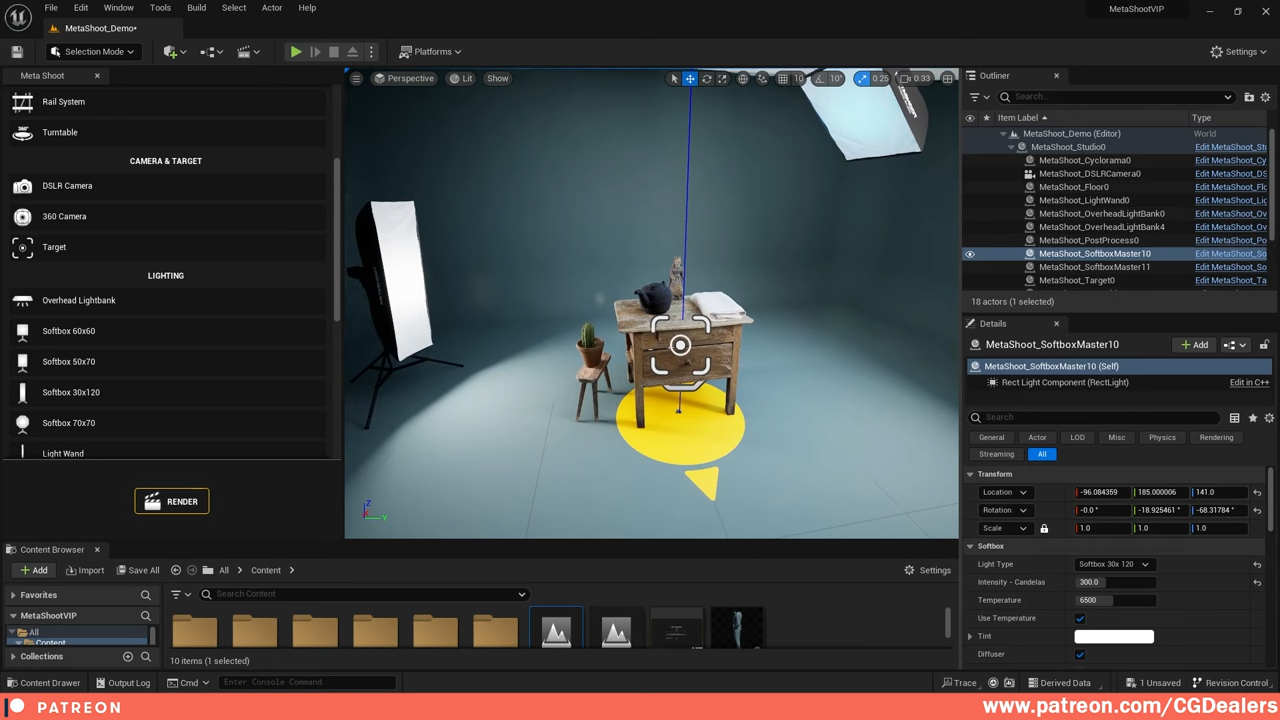 File
Edit
Window
Tools
Build
Select
Actor
Help
MetaShootVIP
MetaShoot_Demo*
Selection Mode
Platforms
Settings
Meta Shoot
Perspective
Lit
Show
10
10°
0.25
0.33
Outliner
Search...
Item Label
Type
Rail System
Turntable
CAMERA & TARGET
DSLR Camera
360 Camera
Target
LIGHTING
Overhead Lightbank
Softbox 60x60
Softbox 50x70
Softbox 30x120
Softbox 70x70
Light Wand
RENDER
MetaShoot_Demo (Editor)
World
MetaShoot_Studio0
Edit MetaShoot_Stu
MetaShoot_Cyclorama0
Edit MetaShoot_Cy
MetaShoot_DSLRCamera0
Edit MetaShoot_DS
MetaShoot_Floor0
Edit MetaShoot_Flo
MetaShoot_LightWand0
Edit MetaShoot_Lig
MetaShoot_OverheadLightBank0
Edit MetaShoot_Ov
MetaShoot_OverheadLightBank4
Edit MetaShoot_Ov
MetaShoot_PostProcess0
Edit MetaShoot_Po
MetaShoot_SoftboxMaster10
Edit MetaShoot_So
MetaShoot_SoftboxMaster11
Edit MetaShoot_So
MetaShoot_Target0
Edit MetaShoot_Ta
18 actors (1 selected)
Details
MetaShoot_SoftboxMaster10
Add
MetaShoot_SoftboxMaster10 (Self)
Rect Light Component (RectLight)
Edit in C++
Search
General
Actor
LOD
Misc
Physics
Rendering
Streaming
All
Transform
Location
-96.084359
185.000006
141.0
Rotation
-0.0 °
-18.925461 °
-68.31784 °
Scale
1.0
1.0
1.0
Softbox
Light Type
Softbox 30x 120
Intensity - Candelas
300.0
Temperature
6500
Use Temperature
Tint
Diffuser
Z
X
Y
Content Browser
Add
Import
Save All
All
Content
Settings
Favorites
Search Content
MetaShootVIP
All
Content
Collections
10 items (1 selected)
Content Drawer
Output Log
Cmd
Enter Console Command
Trace
Derived Data
1 Unsaved
Revision Control
PATREON
www.patreon.com/CGDealers